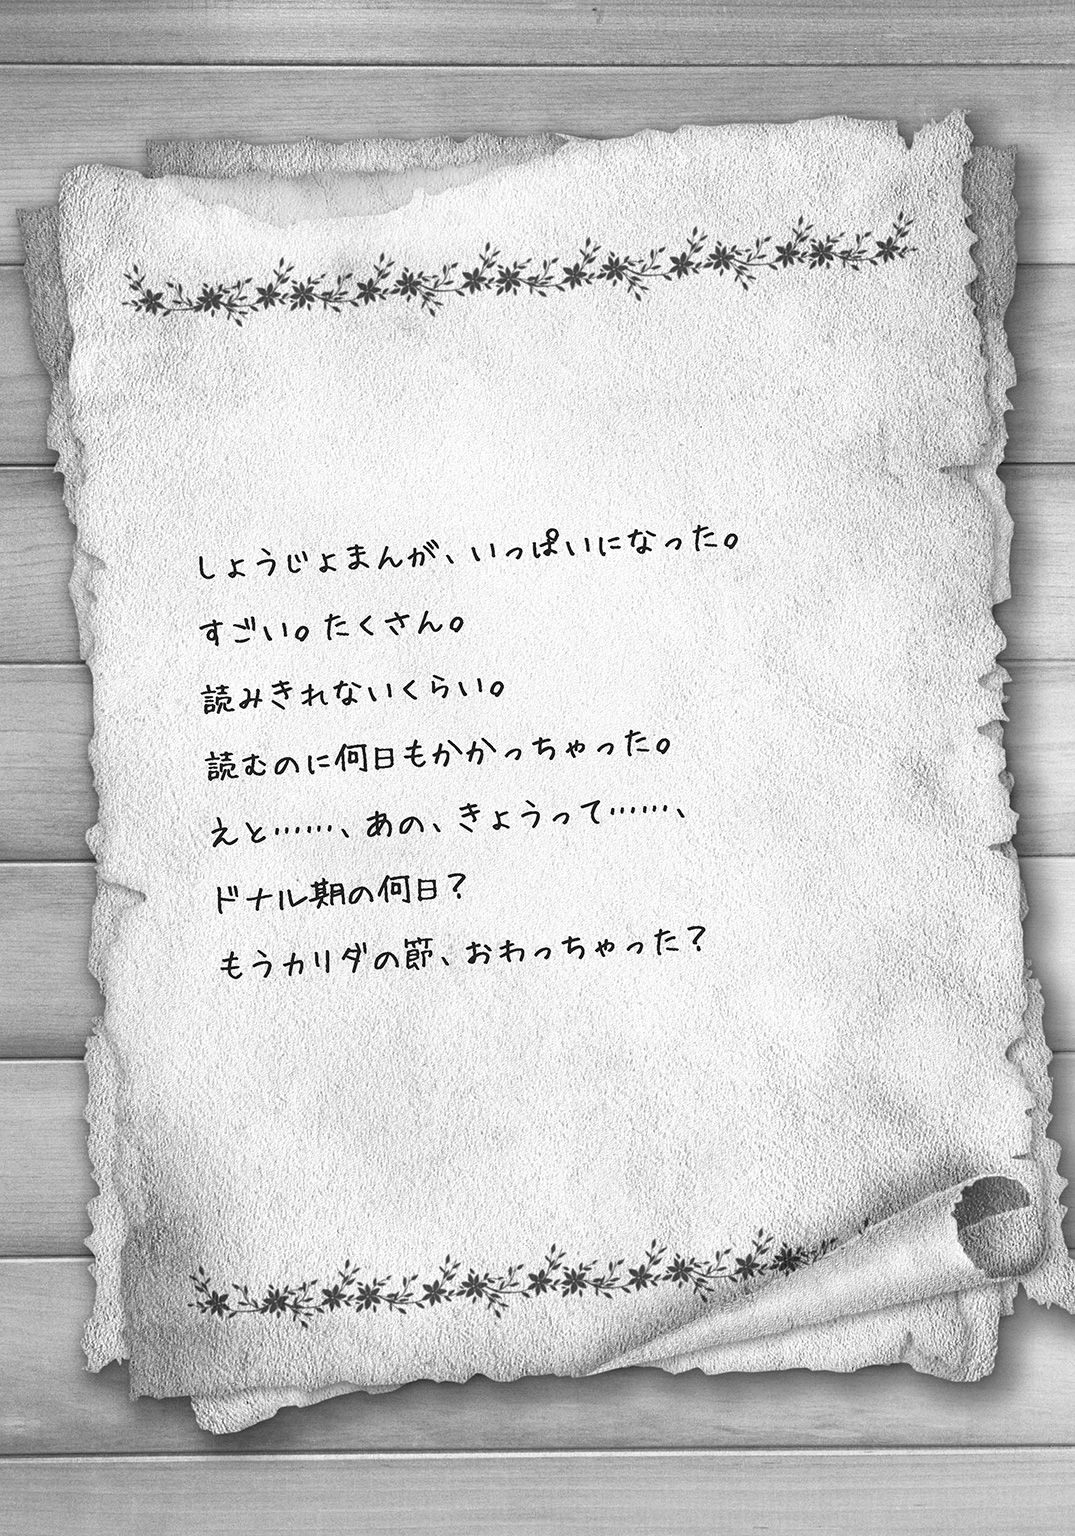 しょうじょまんが、いっぱいになった。
すごい。たくさん。
読みきれないくらい。
読むのに何日もかかっちゃった。
えと……、あの、きょうって……、
ドナル期の何日？
もうカリダの節、おわっちゃった？